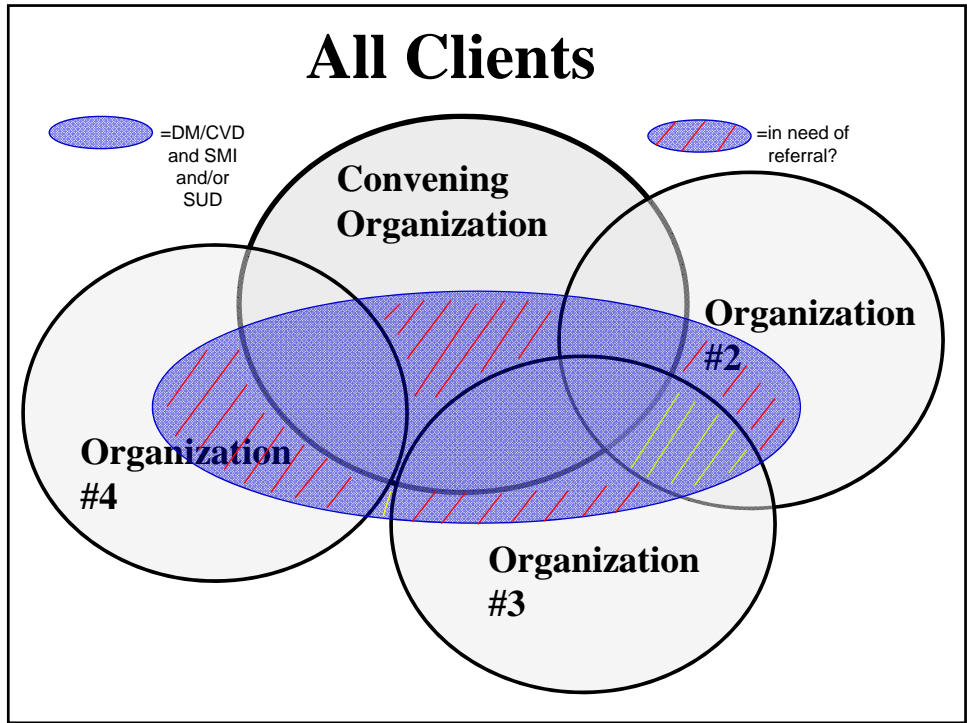 All Clients
=DM/CVD
and SMI
and/or
SUD
=in need of
referral?
Convening
Organization
Organization
#2
Organization
#4
Organization
#3